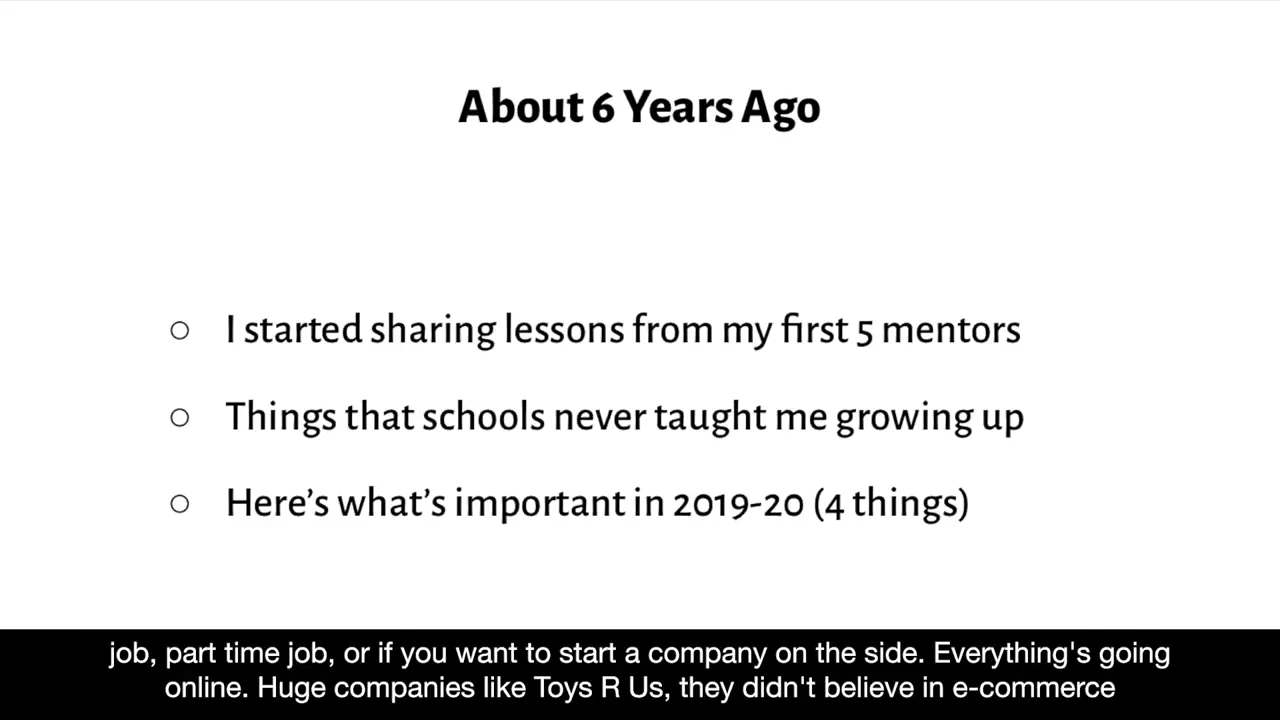 About 6 Years Ago
○ I started sharing lessons from my first 5 mentors
○ Things that schools never taught me growing up
○ Here's what's important in 2019-20 (4 things)
job, part time job, or if you want to start a company on the side. Everything's going
online. Huge companies like Toys R Us, they didn't believe in e-commerce